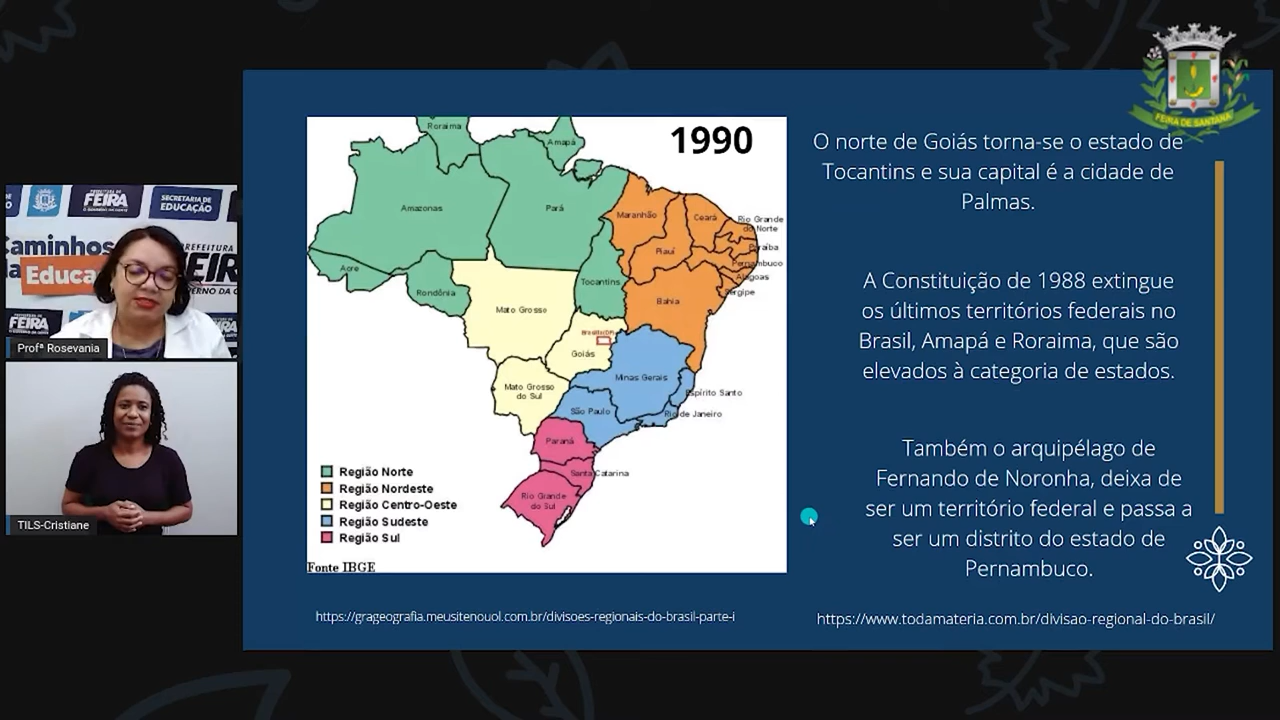 FEIRA DE SANTANA
1990
Roraima
Amapá
Amazonas
Pará
Maranhão
Ceará
Rio Grande
do Norte
Paraíba
Piauí
Pernambuco
Alagoas
Sergipe
Acre
Rondônia
Tocantins
Bahia
Mato Grosso
Brasília(DF)
Goiás
Minas Gerais
Mato Grosso
do Sul
Espírito Santo
São Paulo
Rio de Janeiro
Paraná
Santa Catarina
Rio Grande
do Sul
Região Norte
Região Nordeste
Região Centro-Oeste
Região Sudeste
Região Sul
Fonte IBGE
https://grageografia.meusitenouol.com.br/divisoes-regionais-do-brasil-parte-i
O norte de Goiás torna-se o estado de
Tocantins e sua capital é a cidade de
Palmas.
A Constituição de 1988 extingue
os últimos territórios federais no
Brasil, Amapá e Roraima, que são
elevados à categoria de estados.
Também o arquipélago de
Fernando de Noronha, deixa de
ser um território federal e passa a
ser um distrito do estado de
Pernambuco.
https://www.todamateria.com.br/divisao-regional-do-brasil/
FEIRA
SECRETARIA DE
EDUCAÇÃO
Caminhos
Educa
PREFEITURA
FEIRA
Profª Rosevania
TILS-Cristiane